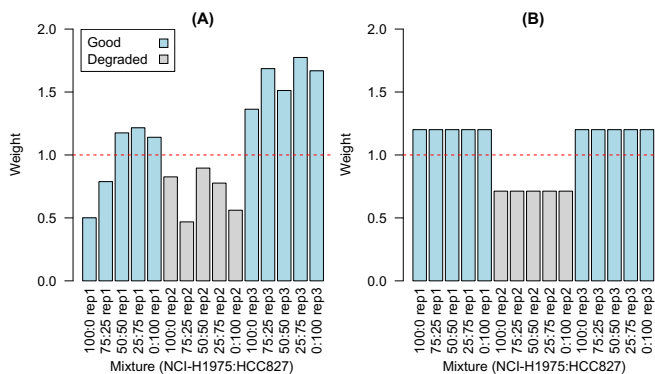 (A)
Good
Degraded
Weight
2.0
1.5
1.0
0.5
0.0
100:0 rep1
75:25 rep1
50:50 rep1
25:75 rep1
0:100 rep1
100:0 rep2
75:25 rep2
50:50 rep2
25:75 rep2
0:100 rep2
100:0 rep3
75:25 rep3
50:50 rep3
25:75 rep3
0:100 rep3
Mixture (NCI-H1975:HCC827)
(B)
Weight
2.0
1.5
1.0
0.5
0.0
100:0 rep1
75:25 rep1
50:50 rep1
25:75 rep1
0:100 rep1
100:0 rep2
75:25 rep2
50:50 rep2
25:75 rep2
0:100 rep2
100:0 rep3
75:25 rep3
50:50 rep3
25:75 rep3
0:100 rep3
Mixture (NCI-H1975:HCC827)